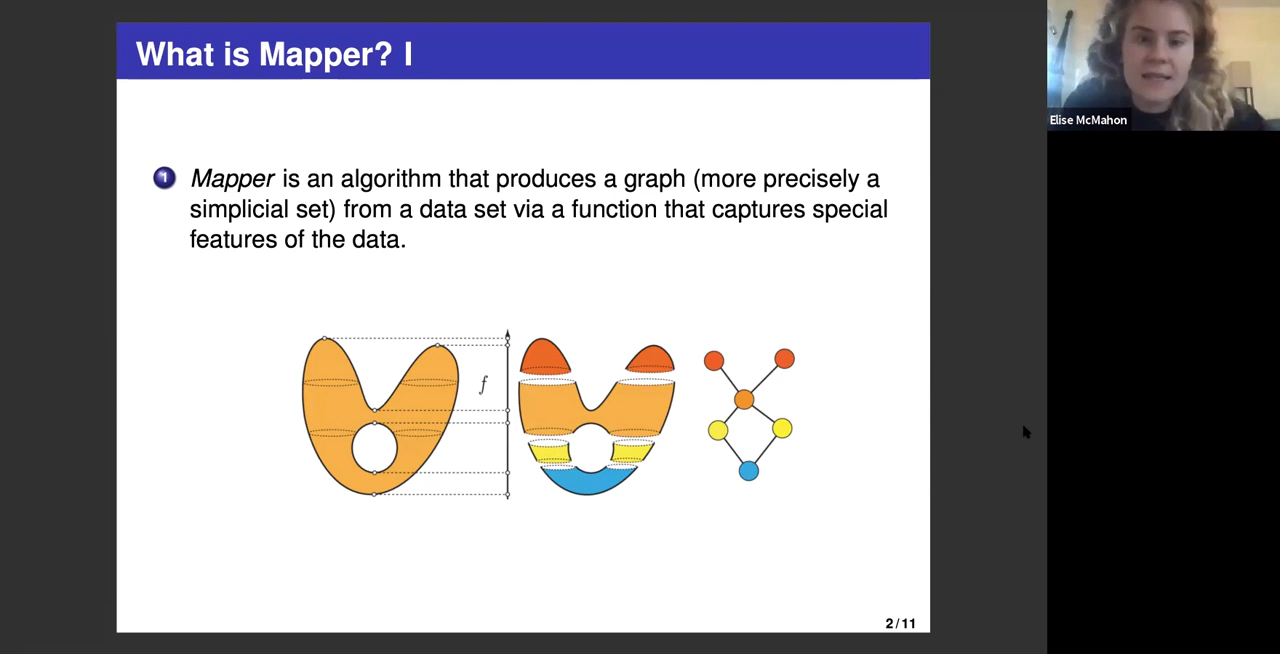 What is Mapper? I
Elise McMahon
1
Mapper is an algorithm that produces a graph (more precisely a
simplicial set) from a data set via a function that captures special
features of the data.
f
2 / 11